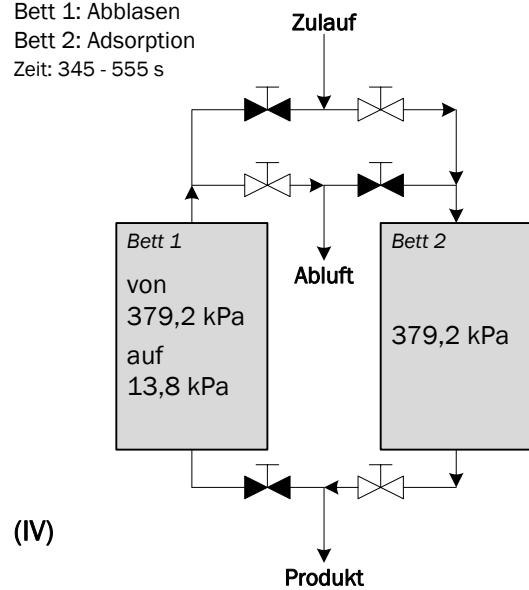 Bett 1: Abblasen
Bett 2: Adsorption
Zeit: 345 - 555 s
Zulauf
Abluft
Bett 1
von
379,2 kPa
auf
13,8 kPa
Bett 2
379,2 kPa
(IV)
Produkt